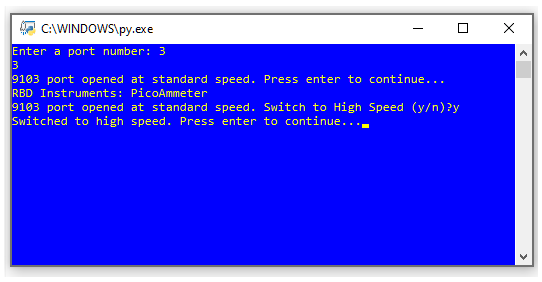 C:\WINDOWS\py.exe
Enter a port number: 3
3
9103 port opened at standard speed. Press enter to continue...
RBD Instruments: PicoAmmeter
9103 port opened at standard speed. Switch to High Speed (y/n)?y
Switched to high speed. Press enter to continue...